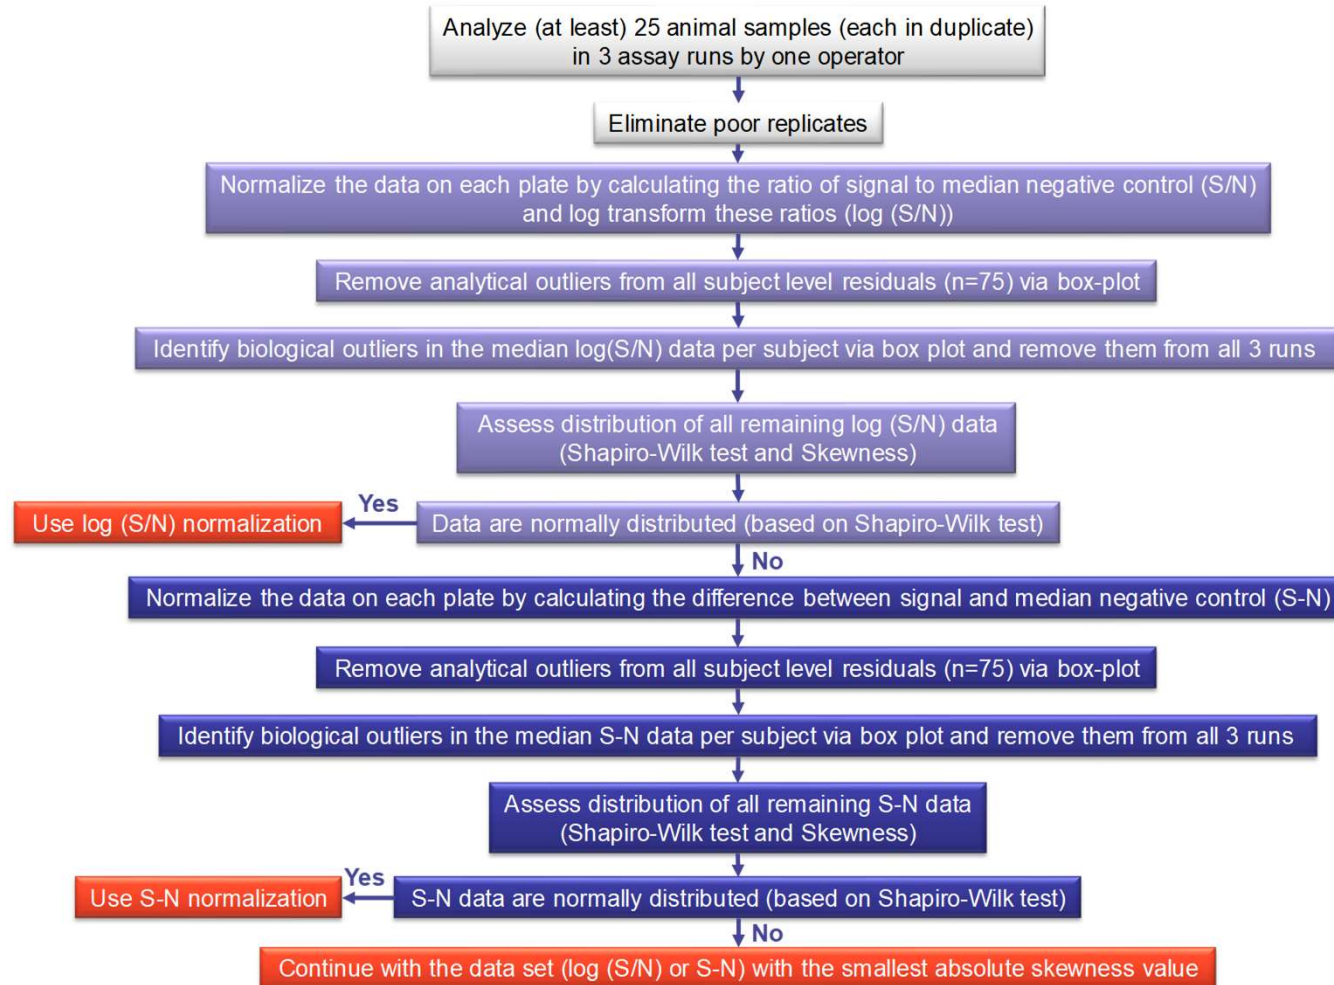 Analyze (at least) 25 animal samples (each in duplicate)
in 3 assay runs by one operator
Eliminate poor replicates
Normalize the data on each plate by calculating the ratio of signal to median negative control (S/N)
and log transform these ratios (log (S/N))
Remove analytical outliers from all subject level residuals (n=75) via box-plot
Identify biological outliers in the median log(S/N) data per subject via box plot and remove them from all 3 runs
Assess distribution of all remaining log (S/N) data
(Shapiro-Wilk test and Skewness)
Yes
Use log (S/N) normalization
Data are normally distributed (based on Shapiro-Wilk test)
No
Normalize the data on each plate by calculating the difference between signal and median negative control (S-N)
Remove analytical outliers from all subject level residuals (n=75) via box-plot
Identify biological outliers in the median S-N data per subject via box plot and remove them from all 3 runs
Assess distribution of all remaining S-N data
(Shapiro-Wilk test and Skewness)
Yes
Use S-N normalization
S-N data are normally distributed (based on Shapiro-Wilk test)
No
Continue with the data set (log (S/N) or S-N) with the smallest absolute skewness value